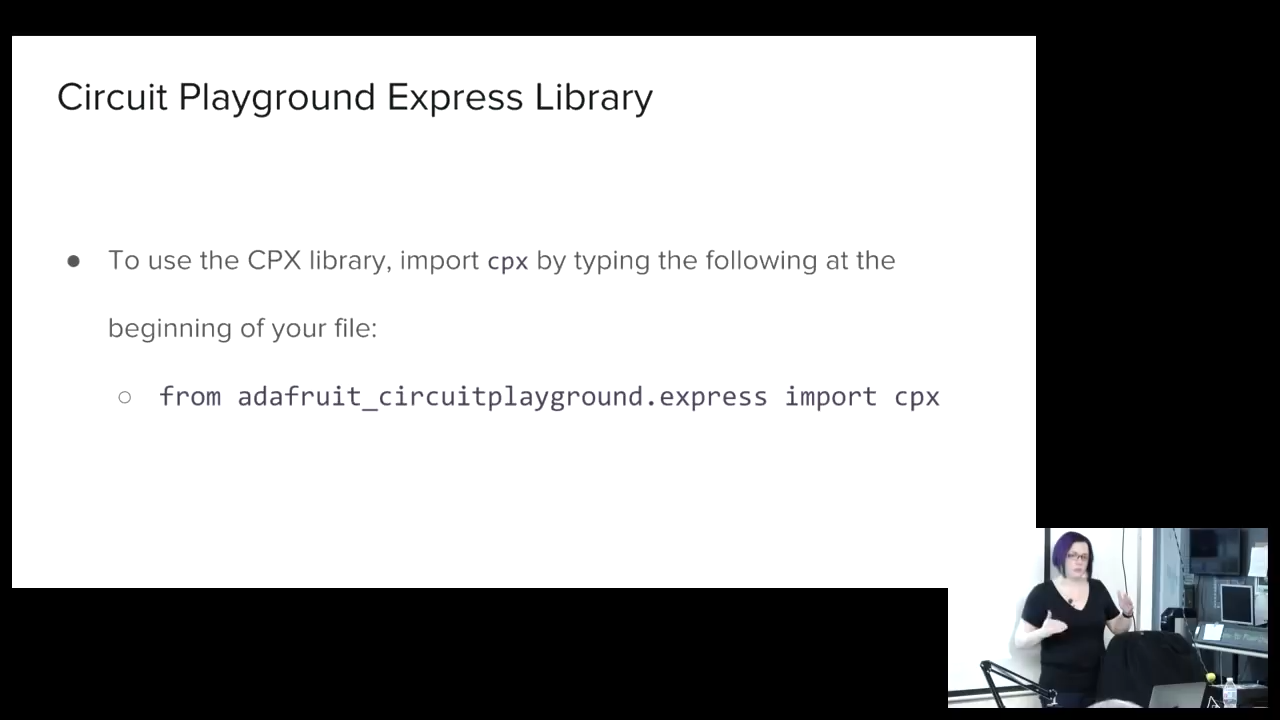 Circuit Playground Express Library
● To use the CPX library, import cpx by typing the following at the
beginning of your file:
○ from adafruit_circuitplayground.express import cpx